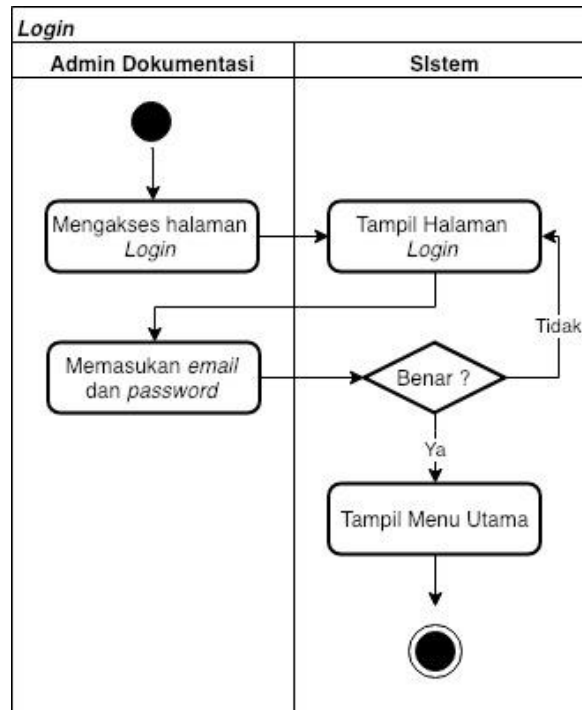 Login
Admin Dokumentasi
SIstem
Mengakses halaman
Login
Tampil Halaman
Login
Tidak
Memasukan email
dan password
Benar ?
Ya
Tampil Menu Utama